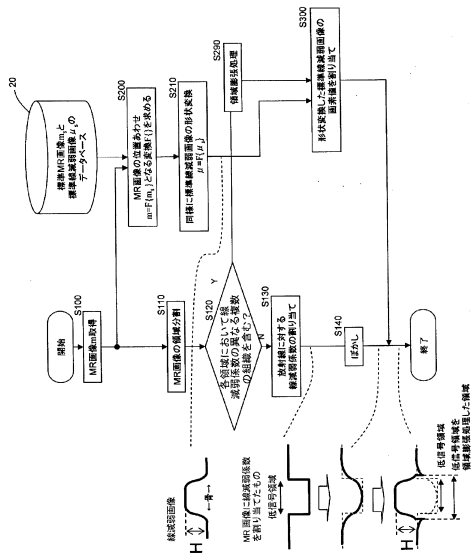 20
標準MR画像msと
標準線減弱画像μsの
データベース
開始
S100
MR画像m取得
S200
MR画像の位置あわせ
m=F{ms}となる変換{}を求める
S110
MR画像の領域分割
S210
同様に標準線減弱画像の形状変換
μ=F{μs}
S120
各領域において線
減弱係数の異なる複数
の組織を含む?
Y
N
S290
領域膨張処理
S130
放射線に対する
線減弱係数の割り当て
S300
形状変換した標準線減弱画像の
画素値を割り当て
S140
ぼかし
終了
線減弱画像
H
骨
MR画像に線減弱係数
を割り当てたもの
低信号領域
H
低信号領域
低信号領域を
領域膨張処理した領域